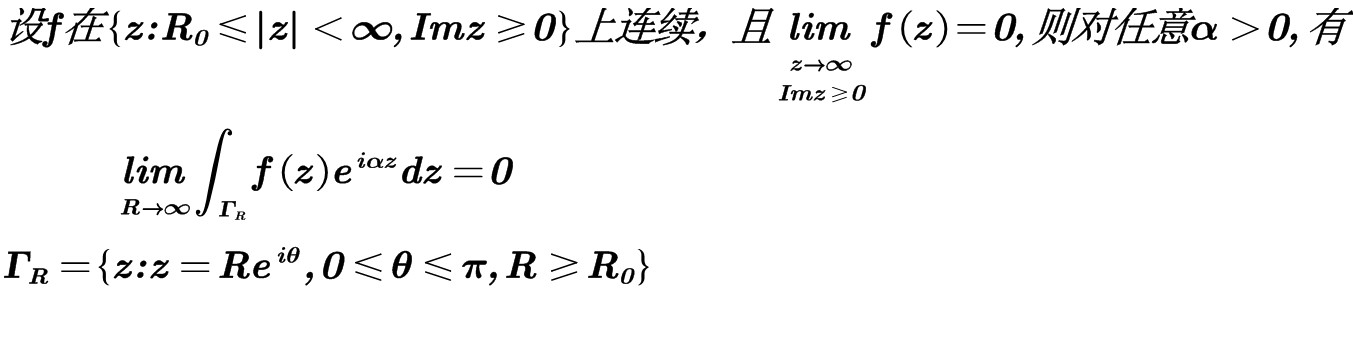 设f在{z:R₀≤|z|<∞,Imz≥0}上连续，且 lim_{z→∞, Imz≥0} f(z)=0,则对任意α>0,有
lim_{R→∞} ∫_{Γ_R} f(z)e^{iαz}dz=0
Γ_R={z:z=Re^{iθ},0≤θ≤π,R≥R₀}